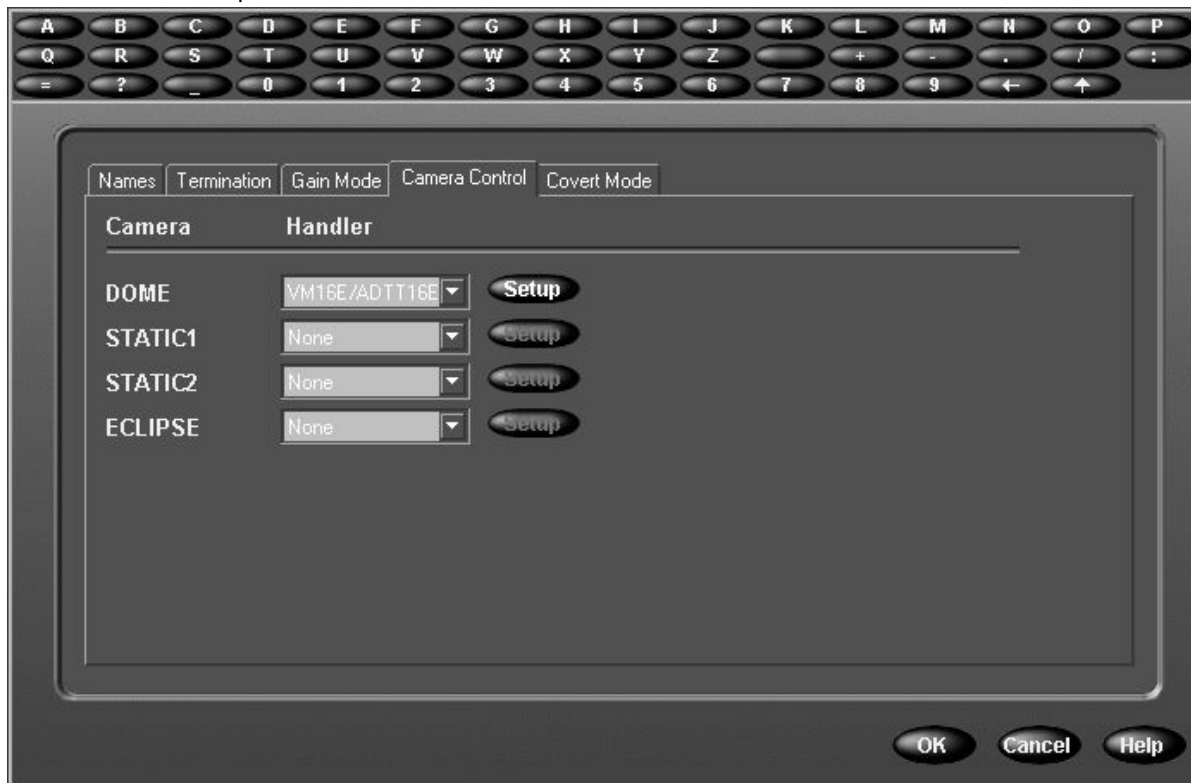 A B C D E F G H I J K L M N O P
Q R S T U V W X Y Z + - . / :
= ? _ 0 1 2 3 4 5 6 7 8 9 ← ↑
Names Termination Gain Mode Camera Control Covert Mode
Camera Handler
DOME VM16E/ADTT16E Setup
STATIC1 None Setup
STATIC2 None Setup
ECLIPSE None Setup
OK Cancel Help